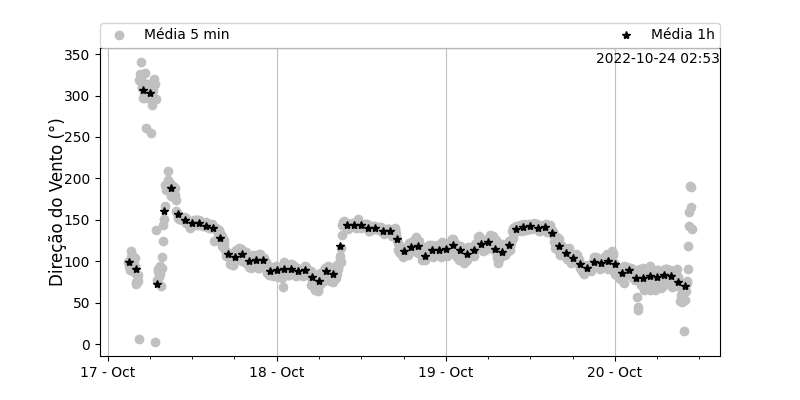 Média 5 min
Média 1h
2022-10-24 02:53
Direção do Vento (°)
350
300
250
200
150
100
50
0
17 - Oct
18 - Oct
19 - Oct
20 - Oct